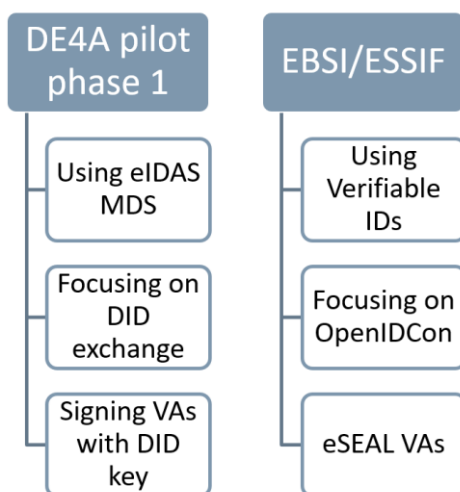 DE4A pilot
phase 1
Using eIDAS
MDS
Focusing on
DID
exchange
Signing VAs
with DID
key
EBSI/ESSIF
Using
Verifiable
IDs
Focusing on
OpenIDCon
eSEAL VAs